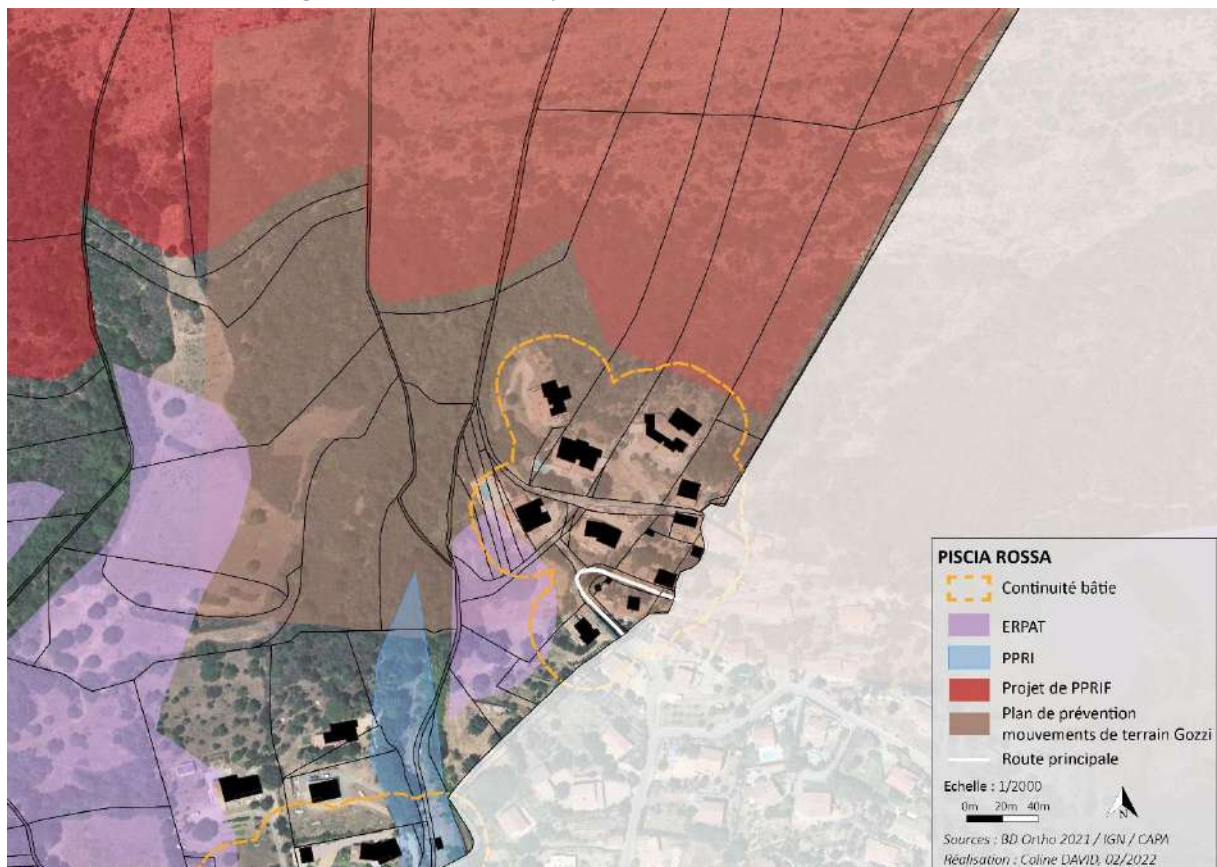 PISCIA ROSSA
Continuité bâtie
ERPAT
PPRI
Projet de PPRIF
Plan de prévention
mouvements de terrain Gozzi
Route principale
Echelle : 1/2000
0m 20m 40m
N
Sources : BD Ortho 2021 / IGN / CAPA
Réalisation : Coline DAVID, 02/2022